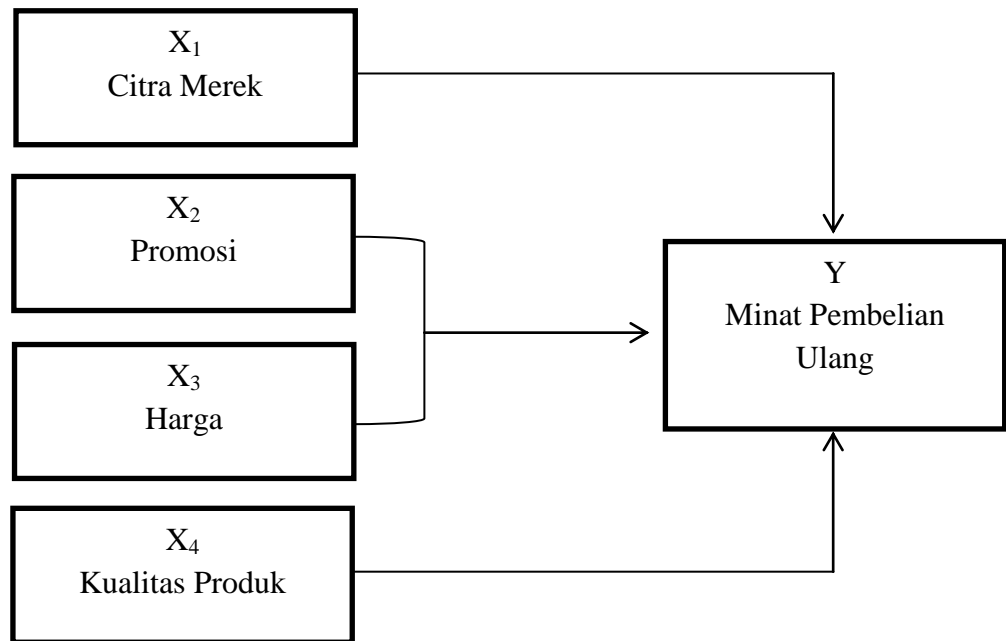 X₁
Citra Merek
X₂
Promosi
X₃
Harga
X₄
Kualitas Produk
Y
Minat Pembelian
Ulang